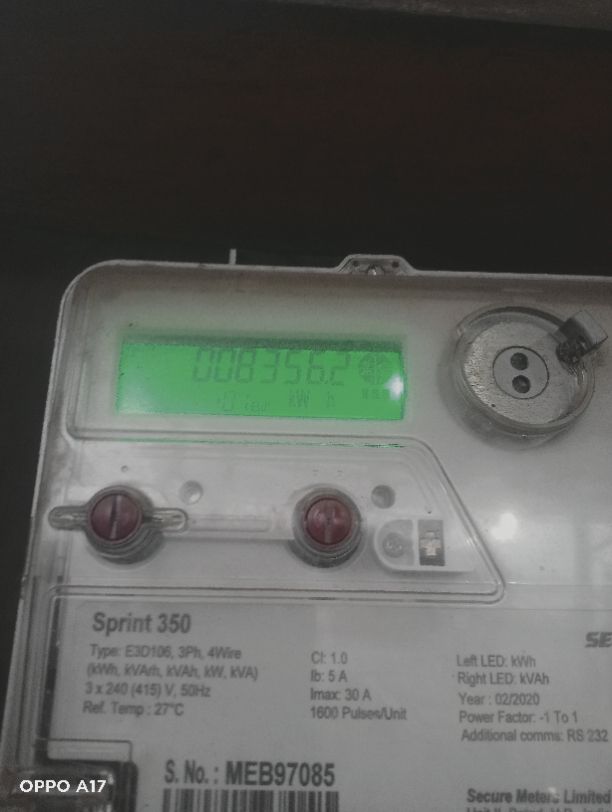 008356.2
kW h
Sprint 350
Type: E3D106, 3Ph, 4Wire
(kWh, kVArh, kVAh, kW, kVA)
3 x 240 (415) V, 50Hz
Ref. Temp : 27°C
Cl: 1.0
Ib: 5 A
Imax: 30 A
1600 Pulses/Unit
Left LED: kWh
Right LED: kVAh
Year : 02/2020
Power Factor: -1 To 1
Additional comms: RS 232
S. No. : MEB97085
Secure Meters Limited
OPPO A17